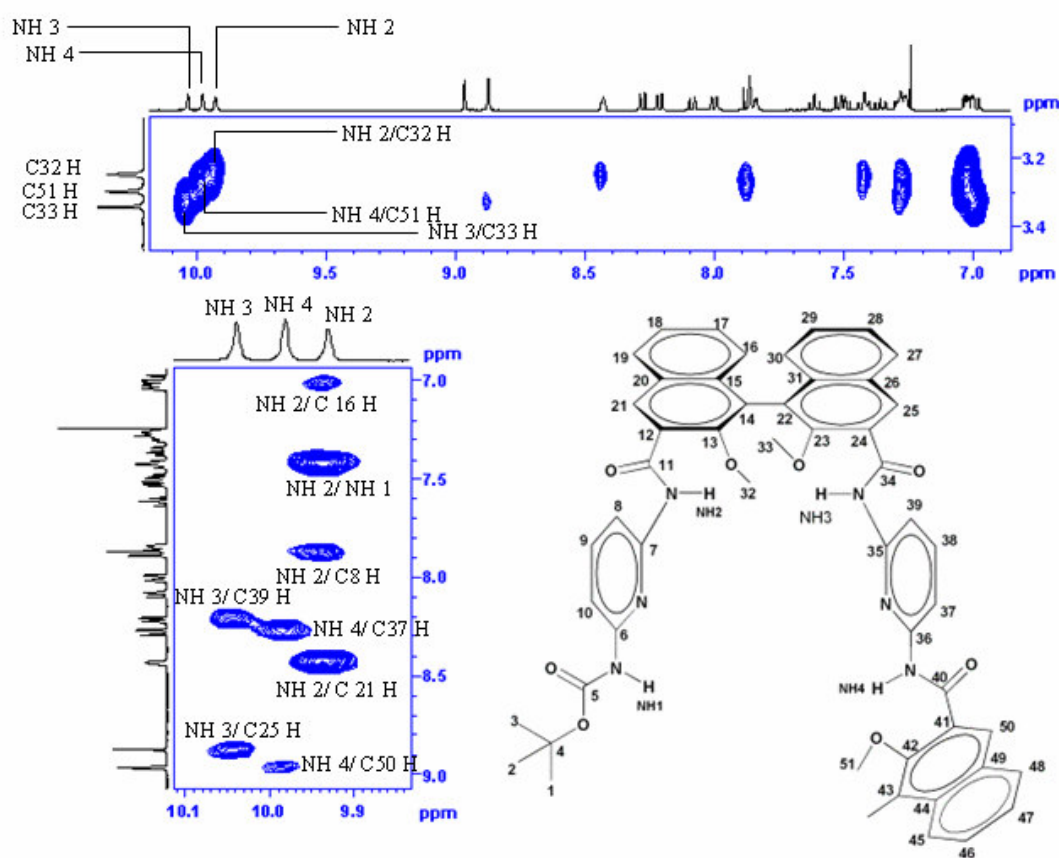 NH 3
NH 2
NH 4
ppm
NH 2/C32 H
C32 H
3.2
C51 H
C33 H
NH 4/C51 H
3.4
NH 3/C33 H
10.0 9.5 9.0 8.5 8.0 7.5 7.0 ppm
NH 3 NH 4 NH 2
ppm
7.0
NH 2/ C 16 H
7.5
NH 2/ NH 1
NH 2/ C8 H
8.0
NH 3/ C39 H
NH 4/ C37 H
8.5
NH 2/ C 21 H
NH 3/ C25 H
NH 4/ C50 H
9.0
10.1 10.0 9.9 ppm
18 17 29 28
19 16 30 27
20 15 31 26
21 14 22 25
12 13 33 23 24
O 11 O O 34 O
N H 32 H N
8 NH2 NH3 39
9 7 35 38
10 N N 37
6 36
O N H NH4 H N 40 O
5 NH1 41 50
3 O O 42 49 48
4 51
2 43 44 47
1 45 46